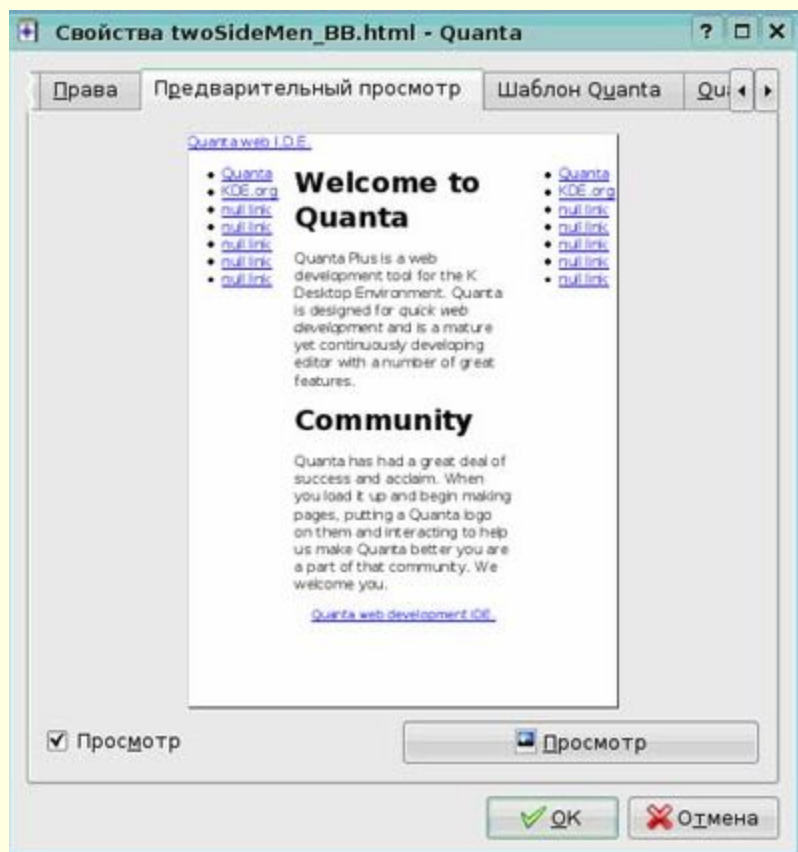 Свойства twoSideMen_BB.html - Quanta
Права Предварительный просмотр Шаблон Quanta
Quanta web I.D.E.
Quanta
KDE.org
null link
null link
null link
null link
null link
Welcome to
Quanta
Quanta Plus is a web
development tool for the K
Desktop Environment. Quanta
is designed for quick web
development and is a mature
yet continuously developing
editor with a number of great
features.
Community
Quanta has had a great deal of
success and acclaim. When
you load it up and begin making
pages, putting a Quanta logo
on them and interacting to help
us make Quanta better you are
a part of that community. We
welcome you.
Quanta web development IDE.
Quanta
KDE.org
null link
null link
null link
null link
null link
Просмотр
Просмотр
OK
Отмена